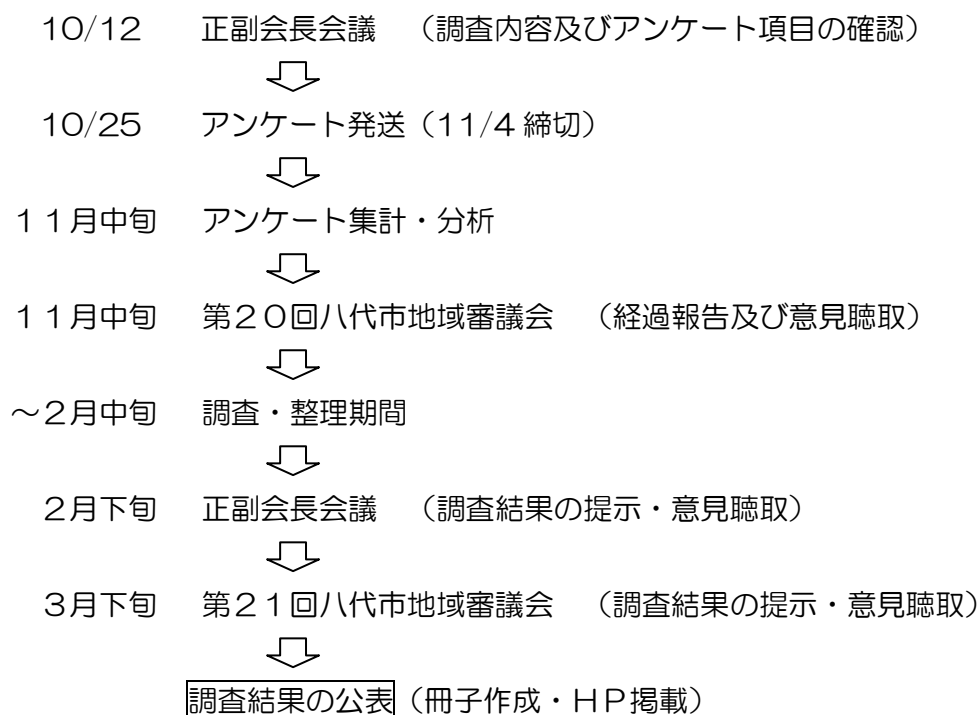 10/12 正副会長会議 （調査内容及びアンケート項目の確認）
10/25 アンケート発送（11/4 締切）
１１月中旬 アンケート集計・分析
１１月中旬 第２０回八代市地域審議会 （経過報告及び意見聴取）
～２月中旬 調査・整理期間
２月下旬 正副会長会議 （調査結果の提示・意見聴取）
３月下旬 第２１回八代市地域審議会 （調査結果の提示・意見聴取）
調査結果の公表（冊子作成・ＨＰ掲載）